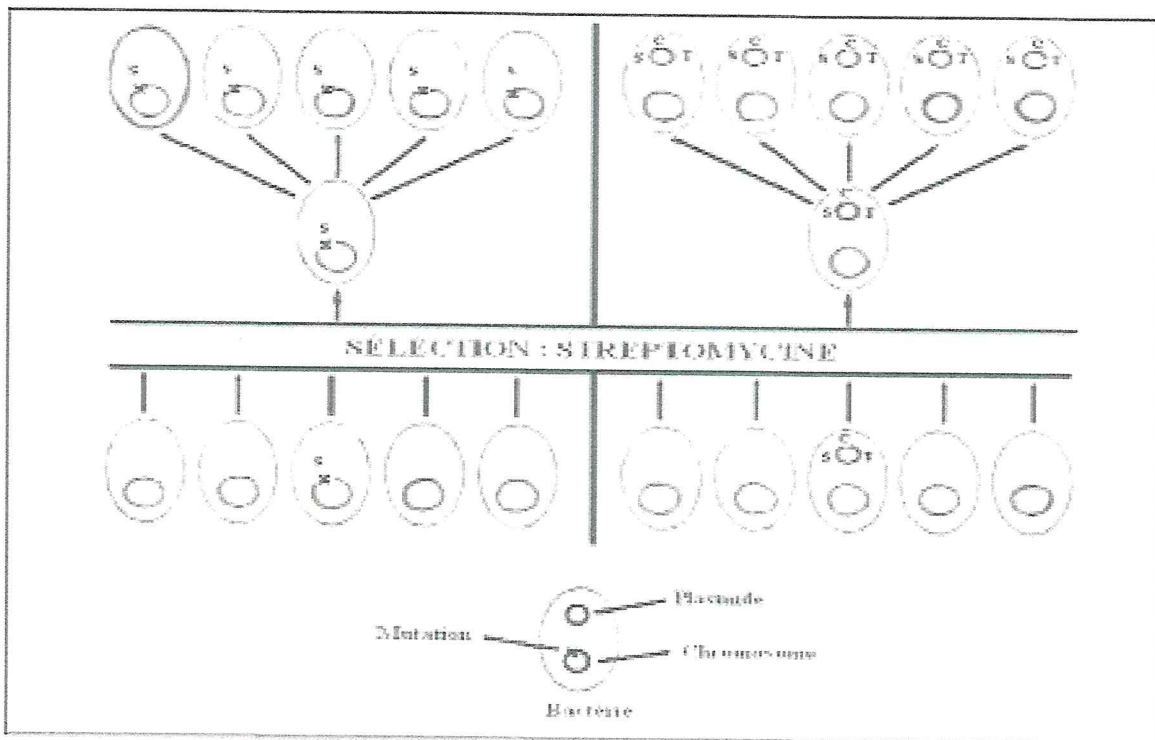 S S S S S
C C C C C
S T S T S T S T S T
S
C
S T
SÉLECTION : STREPTOMYCINE
S
C
S T
Plasmide
Mutation
Chromosome
Bactérie